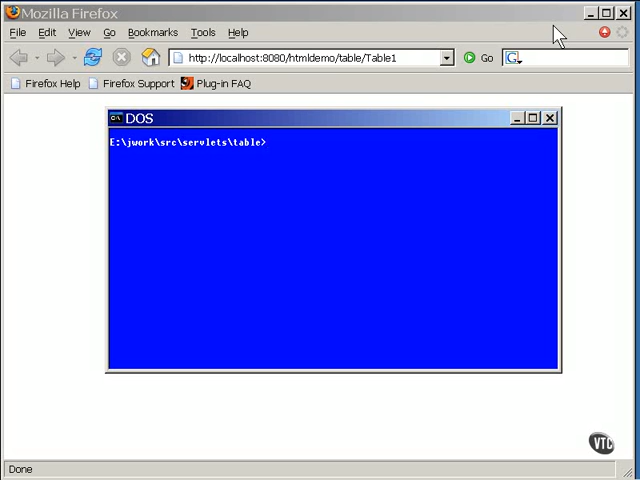 Mozilla Firefox
File Edit View Go Bookmarks Tools Help
http://localhost:8080/htmldemo/table/Table1 Go G
Firefox Help Firefox Support Plug-in FAQ
C:\ DOS
E:\jwork\src\servlets\table>
VTC
Done